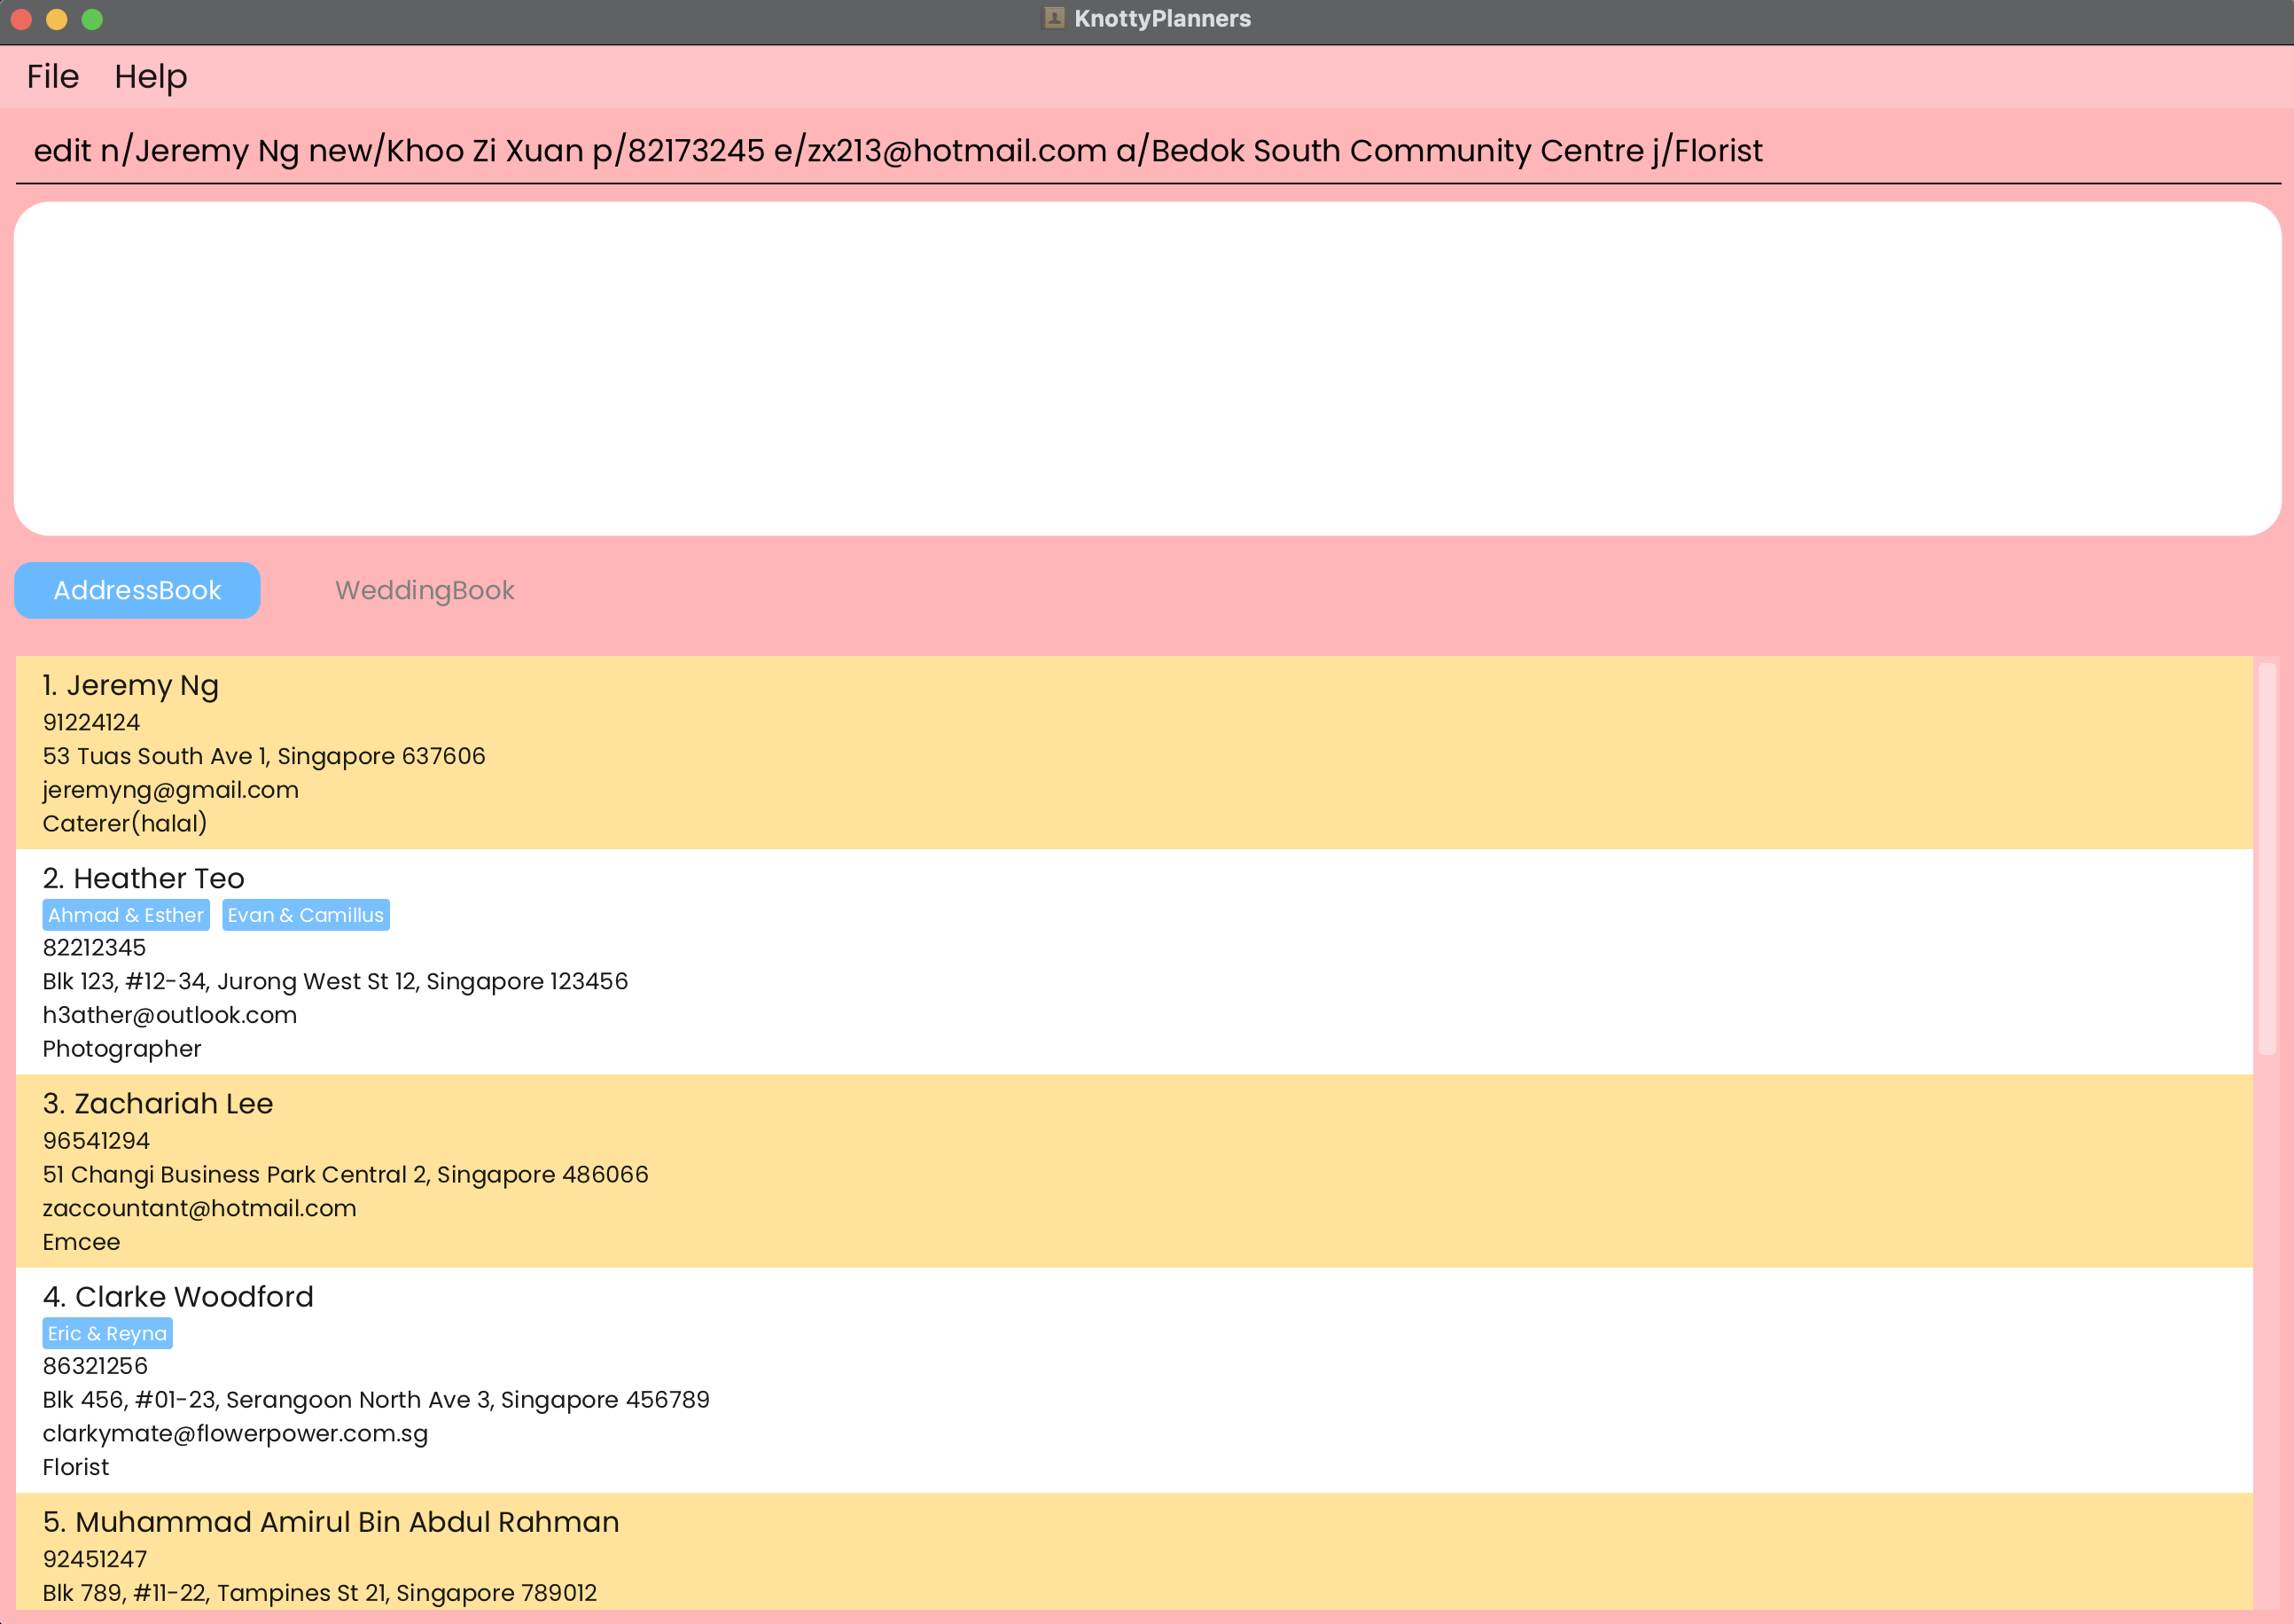 KnottyPlanners
File Help
edit n/Jeremy Ng new/Khoo Zi Xuan p/82173245 e/zx213@hotmail.com a/Bedok South Community Centre j/Florist
AddressBook WeddingBook
1. Jeremy Ng
91224124
53 Tuas South Ave 1, Singapore 637606
jeremyng@gmail.com
Caterer(halal)
2. Heather Teo
Ahmad & Esther Evan & Camillus
82212345
Blk 123, #12-34, Jurong West St 12, Singapore 123456
h3ather@outlook.com
Photographer
3. Zachariah Lee
96541294
51 Changi Business Park Central 2, Singapore 486066
zaccountant@hotmail.com
Emcee
4. Clarke Woodford
Eric & Reyna
86321256
Blk 456, #01-23, Serangoon North Ave 3, Singapore 456789
clarkymate@flowerpower.com.sg
Florist
5. Muhammad Amirul Bin Abdul Rahman
92451247
Blk 789, #11-22, Tampines St 21, Singapore 789012